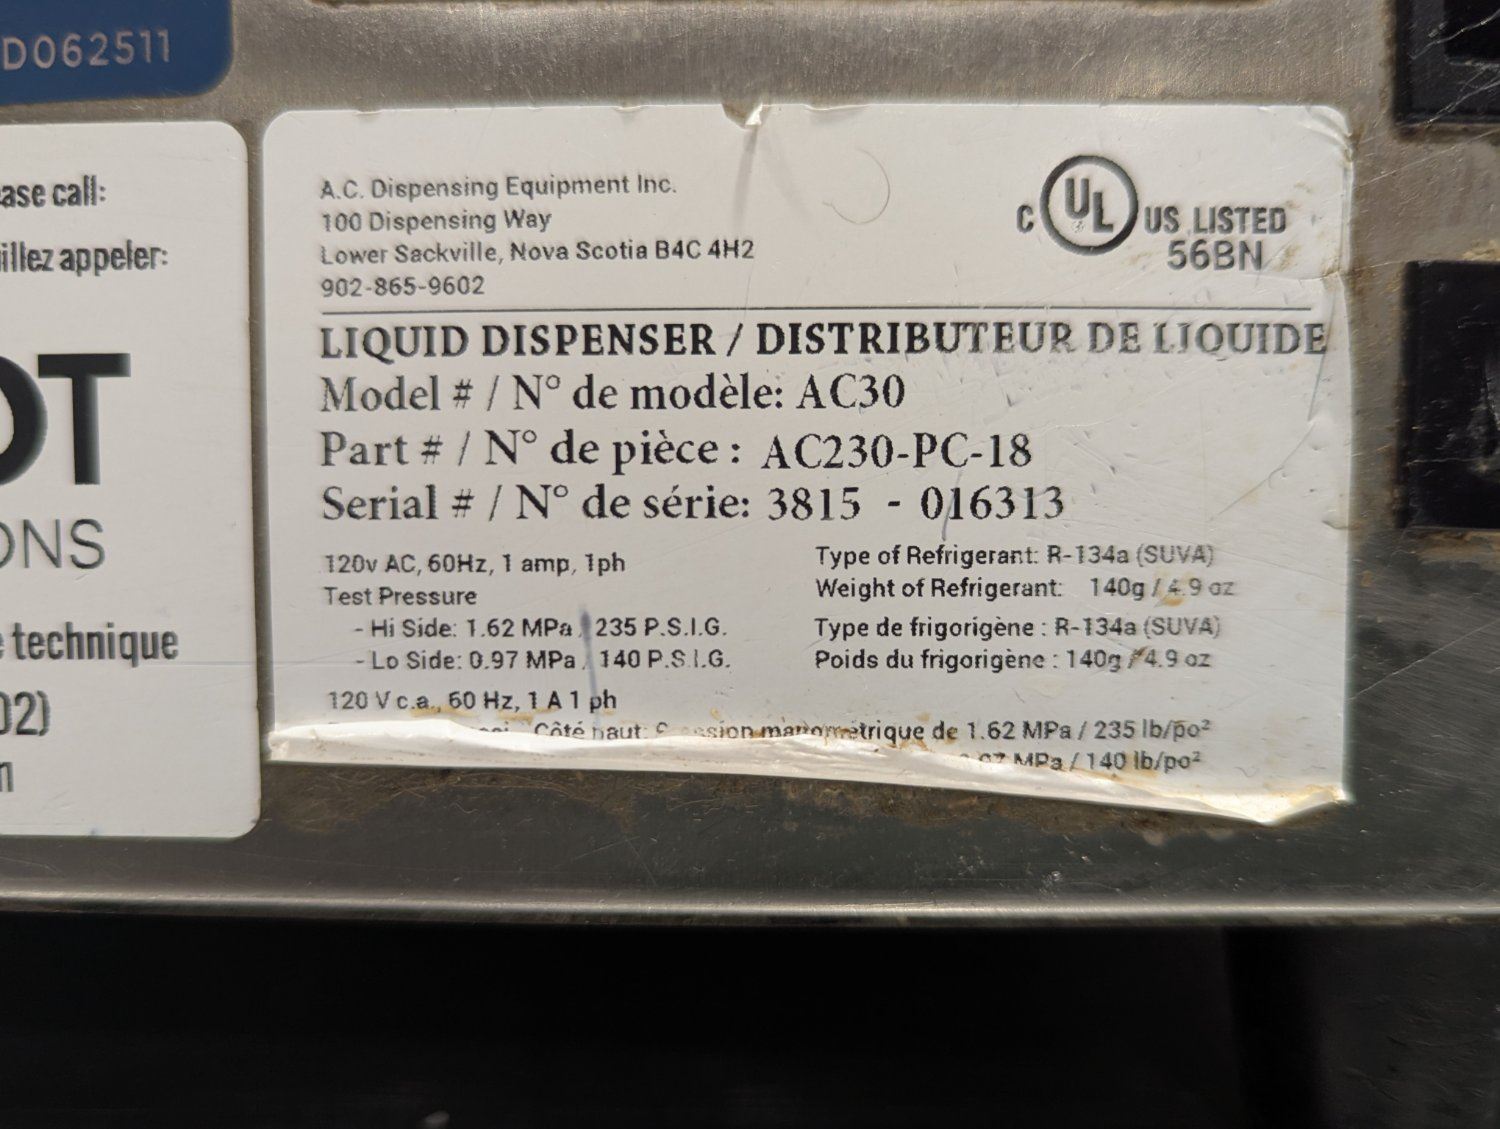 D062511
ase call:
illez appeler:
OT
ONS
technique
02)
A.C. Dispensing Equipment Inc.
100 Dispensing Way
Lower Sackville, Nova Scotia B4C 4H2
902-865-9602
C UL US LISTED
56BN
LIQUID DISPENSER / DISTRIBUTEUR DE LIQUIDE
Model # / N° de modèle: AC30
Part # / N° de pièce : AC230-PC-18
Serial # / N° de série: 3815 - 016313
120v AC, 60Hz, 1 amp, 1ph
Test Pressure
- Hi Side: 1.62 MPa / 235 P.S.I.G.
- Lo Side: 0.97 MPa / 140 P.S.I.G.
120 V c.a., 60 Hz, 1 A 1 ph
Type of Refrigerant: R-134a (SUVA)
Weight of Refrigerant: 140g / 4.9 oz
Type de frigorigène : R-134a (SUVA)
Poids du frigorigène : 140g / 4.9 oz
Côté haut: manométrique de 1.62 MPa / 235 lb/po²
MPa / 140 lb/po²